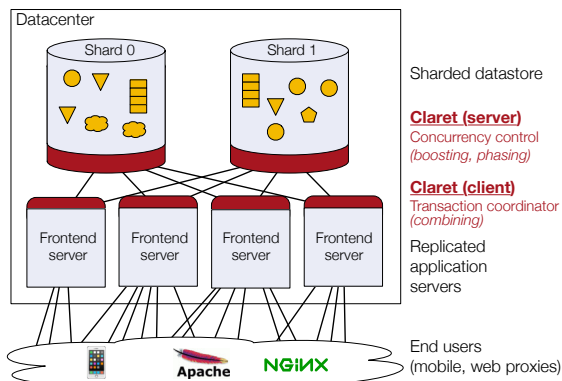 Datacenter
Shard 0
Shard 1
Sharded datastore
Claret (server)
Concurrency control
(boosting, phasing)
Claret (client)
Transaction coordinator
(combining)
Frontend
server
Frontend
server
Frontend
server
Frontend
server
Replicated
application
servers
Apache
NGiNX
End users
(mobile, web proxies)